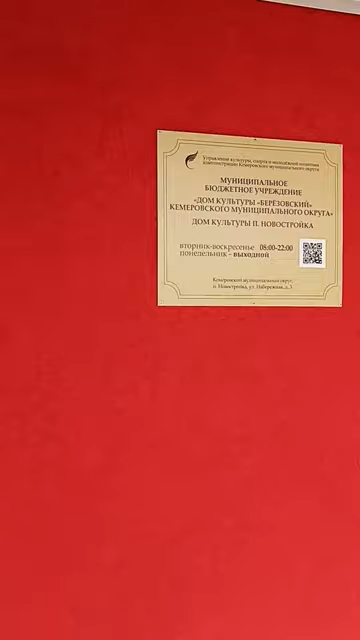 Управление культуры, спорта и молодёжной политики
администрации Кемеровского муниципального округа
МУНИЦИПАЛЬНОЕ
БЮДЖЕТНОЕ УЧРЕЖДЕНИЕ
«ДОМ КУЛЬТУРЫ «БЕРЁЗОВСКИЙ»
КЕМЕРОВСКОГО МУНИЦИПАЛЬНОГО ОКРУГА»
ДОМ КУЛЬТУРЫ П. НОВОСТРОЙКА
вторник-воскресенье 08:00-22:00
понедельник - выходной
Кемеровский муниципальный округ,
п. Новостройка, ул. Набережная, д.3